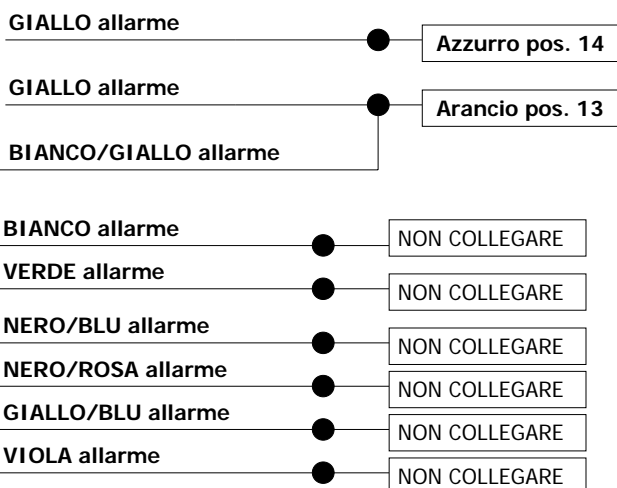 GIALLO allarme
Azzurro pos. 14
GIALLO allarme
Arancio pos. 13
BIANCO/GIALLO allarme
BIANCO allarme
NON COLLEGARE
VERDE allarme
NON COLLEGARE
NERO/BLU allarme
NON COLLEGARE
NERO/ROSA allarme
NON COLLEGARE
GIALLO/BLU allarme
NON COLLEGARE
VIOLA allarme
NON COLLEGARE